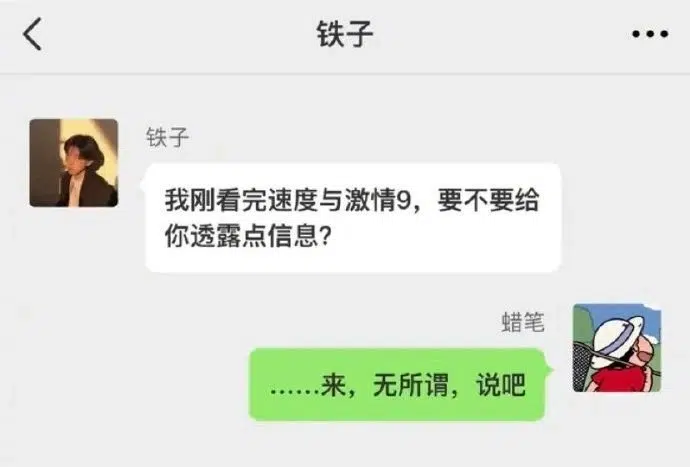 铁子
铁子
我刚看完速度与激情9，要不要给
你透露点信息？
蜡笔
……来，无所谓，说吧